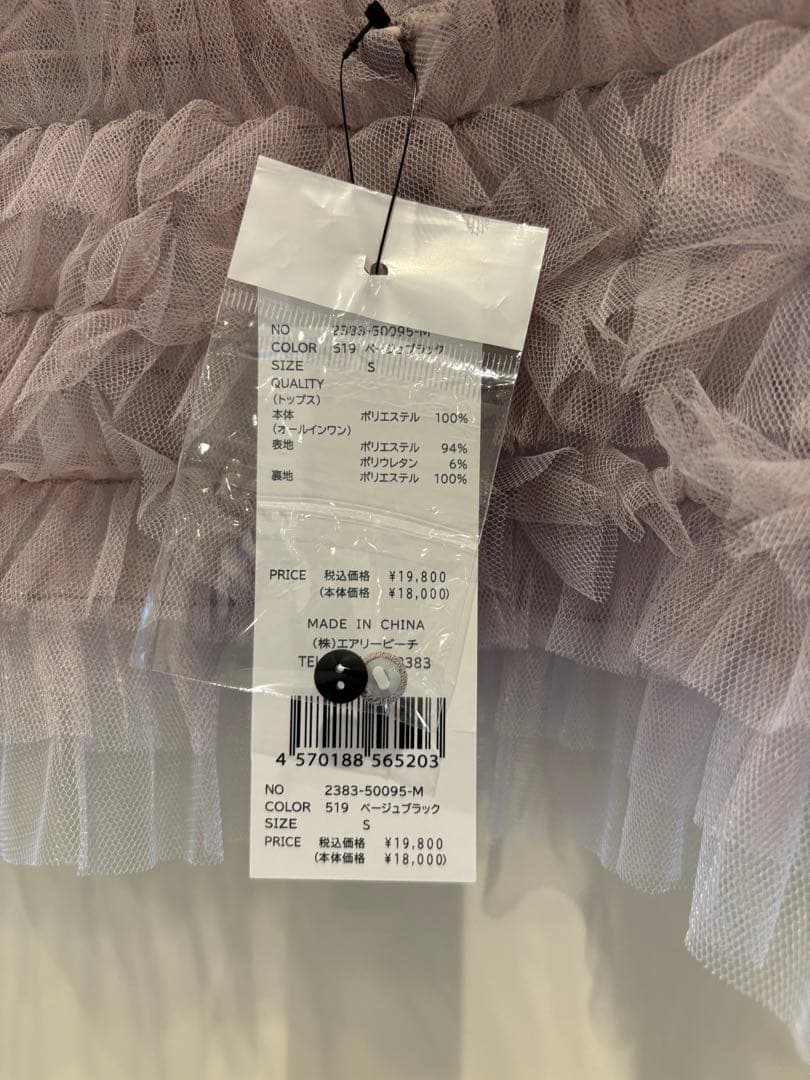 NO 2383-50095-M
COLOR 519 ベージュブラック
SIZE S
QUALITY
(トップス)
本体 ポリエステル 100%
(オールインワン)
表地 ポリエステル 94%
ポリウレタン 6%
裏地 ポリエステル 100%
PRICE 税込価格 ¥19,800
(本体価格 ¥18,000)
MADE IN CHINA
(株)エアリーピーチ
TEL 383
4 570188 565203
NO 2383-50095-M
COLOR 519 ベージュブラック
SIZE S
PRICE 税込価格 ¥19,800
(本体価格 ¥18,000)